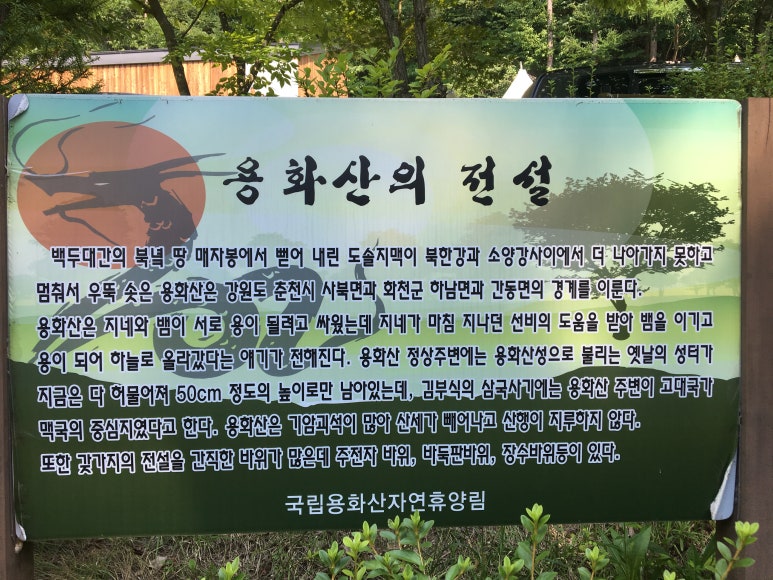 용화산의 전설
백두대간의 북녘 땅 매자봉에서 뻗어 내린 도솔지맥이 북한강과 소양강사이에서 더 나아가지 못하고
멈춰서 우뚝 솟은 용화산은 강원도 춘천시 사북면과 화천군 하남면과 간동면의 경계를 이룬다.
용화산은 지네와 뱀이 서로 용이 될려고 싸웠는데 지네가 마침 지나던 선비의 도움을 받아 뱀을 이기고
용이 되어 하늘로 올라갔다는 얘기가 전해진다. 용화산 정상주변에는 용화산성으로 불리는 옛날의 성터가
지금은 다 허물어져 50cm 정도의 높이로만 남아있는데, 김부식의 삼국사기에는 용화산 주변이 고대국가
맥국의 중심지였다고 한다. 용화산은 기암괴석이 많아 산세가 빼어나고 산행이 지루하지 않다.
또한 갖가지의 전설을 간직한 바위가 많은데 주전자 바위, 바둑판바위, 장수바위등이 있다.
국립용화산자연휴양림